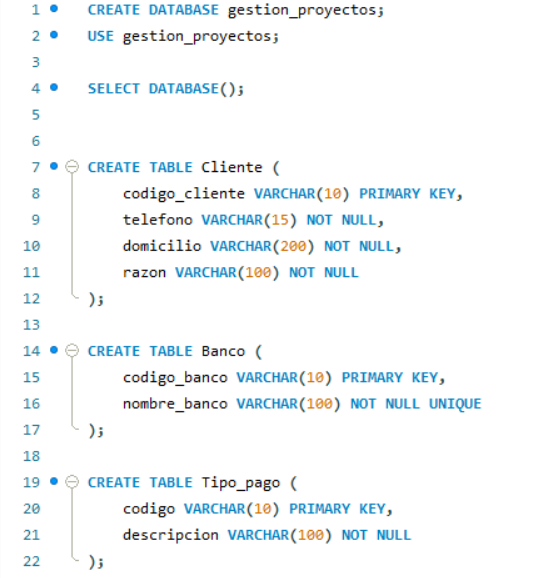 1 CREATE DATABASE gestion_proyectos;
2 USE gestion_proyectos;
3
4 SELECT DATABASE();
5
6
7 CREATE TABLE Cliente (
8 codigo_cliente VARCHAR(10) PRIMARY KEY,
9 telefono VARCHAR(15) NOT NULL,
10 domicilio VARCHAR(200) NOT NULL,
11 razon VARCHAR(100) NOT NULL
12 );
13
14 CREATE TABLE Banco (
15 codigo_banco VARCHAR(10) PRIMARY KEY,
16 nombre_banco VARCHAR(100) NOT NULL UNIQUE
17 );
18
19 CREATE TABLE Tipo_pago (
20 codigo VARCHAR(10) PRIMARY KEY,
21 descripcion VARCHAR(100) NOT NULL
22 );